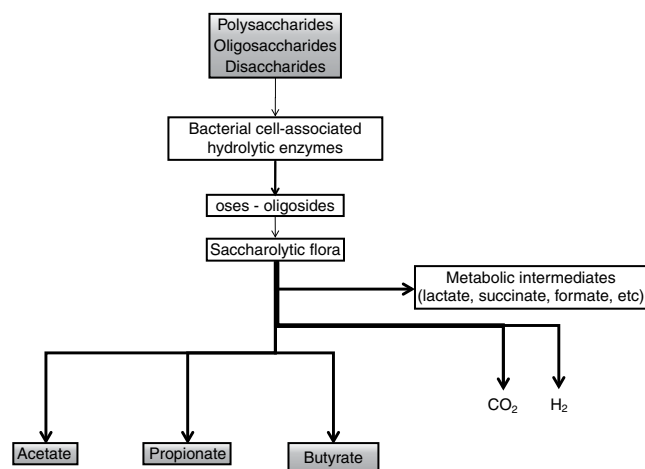 Polysaccharides
Oligosaccharides
Disaccharides
Bacterial cell-associated
hydrolytic enzymes
oses - oligosides
Saccharolytic flora
Metabolic intermediates
(lactate, succinate, formate, etc)
CO₂
H₂
Acetate
Propionate
Butyrate